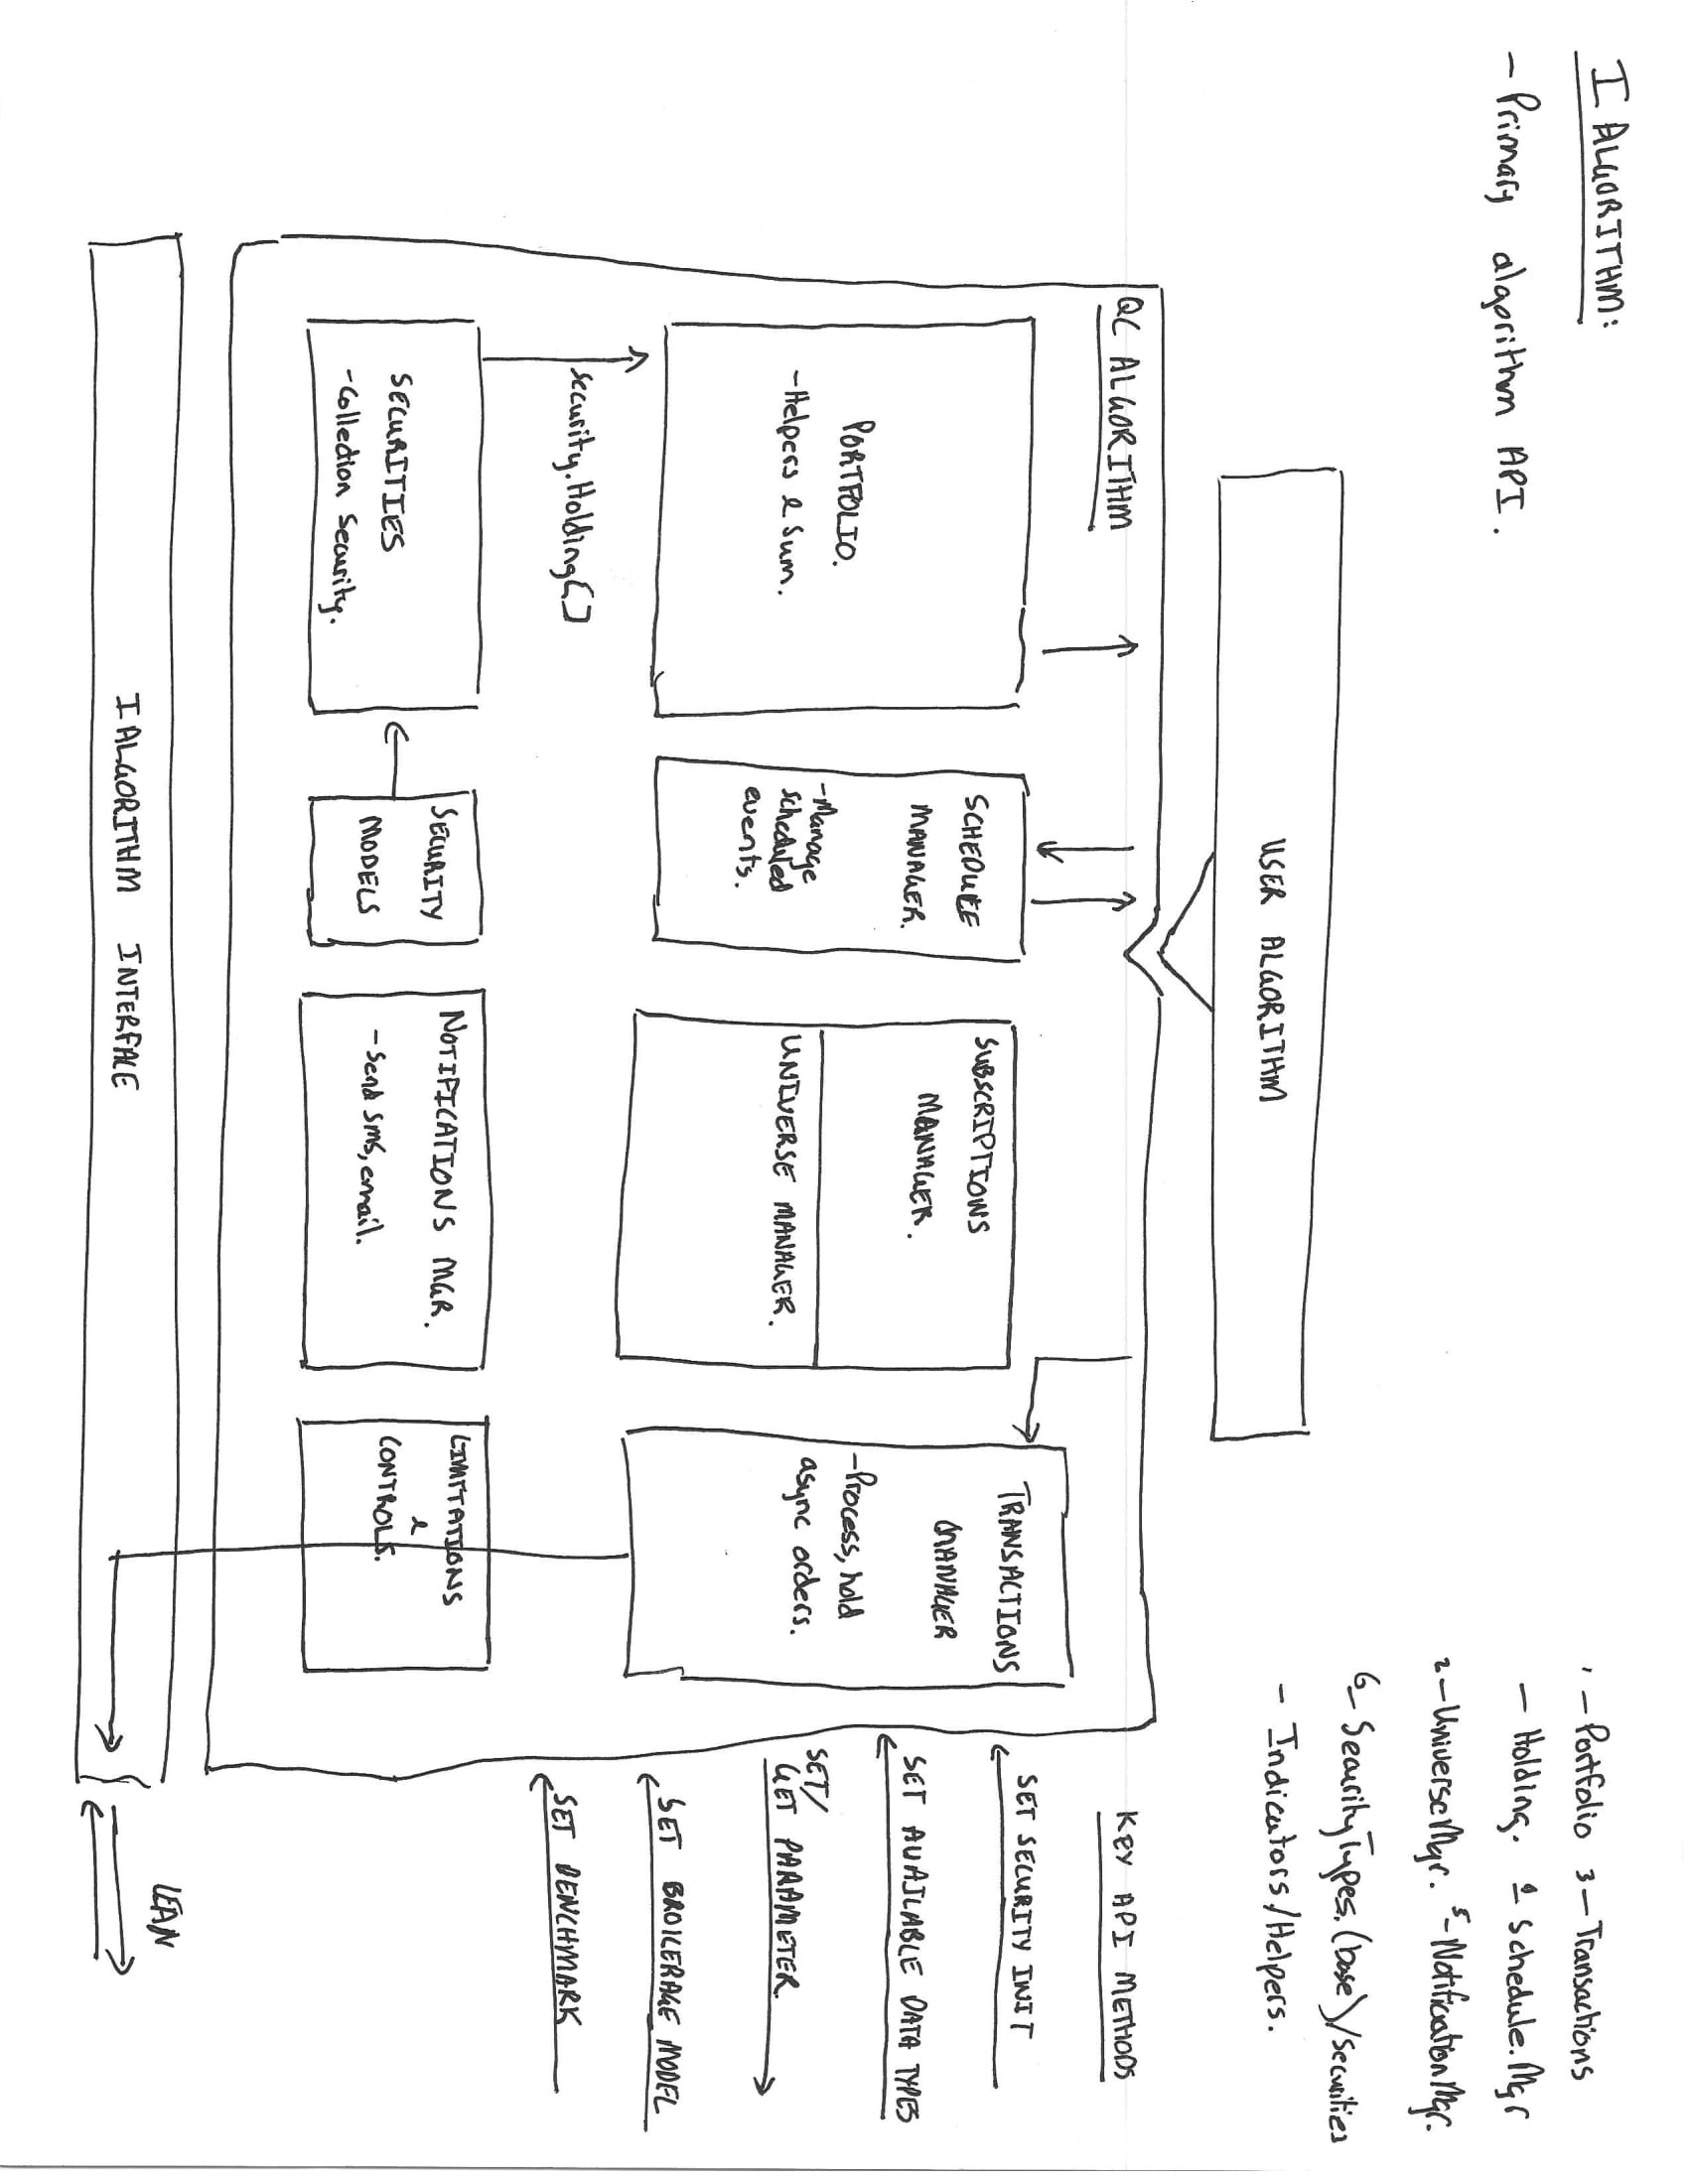 I ALGORITHM:
- Primary algorithm API.
1 - Portfolio 3 - Transactions
- Holding. 1 Schedule.Mgr
2 - UniverseMgr. 5 - NotificationMgr.
6 - SecurityTypes.(base)/securities
- Indicators/Helpers.
USER ALGORITHM
QC ALGORITHM
PORTFOLIO.
- Helpers & Sum.
SCHEDULE
MANAGER.
- Manage
scheduled
events.
SUBSCRIPTIONS
MANAGER.
UNIVERSE MANAGER.
TRANSACTIONS
MANAGER
- Process, hold
async orders.
KEY API METHODS
SET SECURITY INIT
SET AVAILABLE DATA TYPES
SET/
GET PARAMETER
SET BROKERAGE MODEL
SET BENCHMARK
security.Holding[]
SECURITIES
- Collection Security.
SECURITY
MODELS
NOTIFICATIONS MGR.
- Send sms, email.
LIMITATIONS
&
CONTROLS.
I ALGORITHM INTERFACE
LEAN